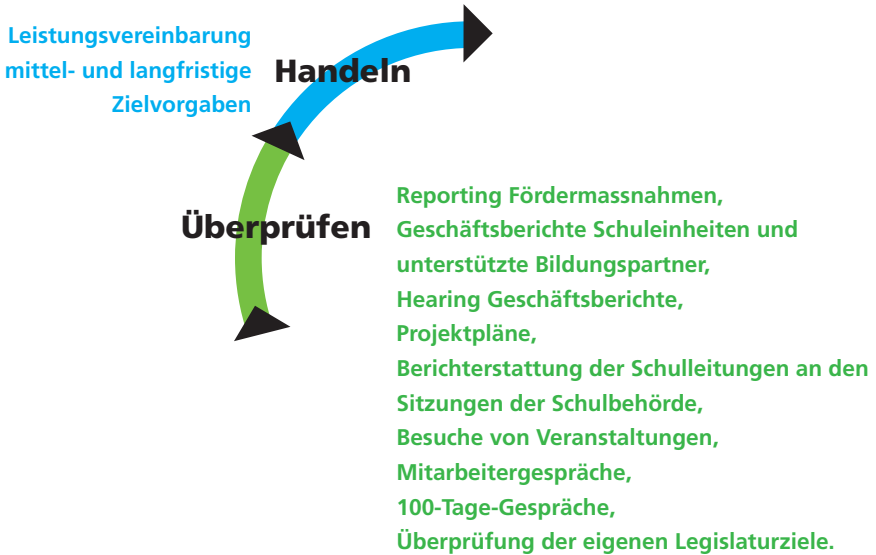 Leistungsvereinbarung
mittel- und langfristige
Zielvorgaben
Handeln
Überprüfen
Reporting Fördermassnahmen,
Geschäftsberichte Schuleinheiten und
unterstützte Bildungspartner,
Hearing Geschäftsberichte,
Projektpläne,
Berichterstattung der Schulleitungen an den
Sitzungen der Schulbehörde,
Besuche von Veranstaltungen,
Mitarbeitergespräche,
100-Tage-Gespräche,
Überprüfung der eigenen Legislaturziele.